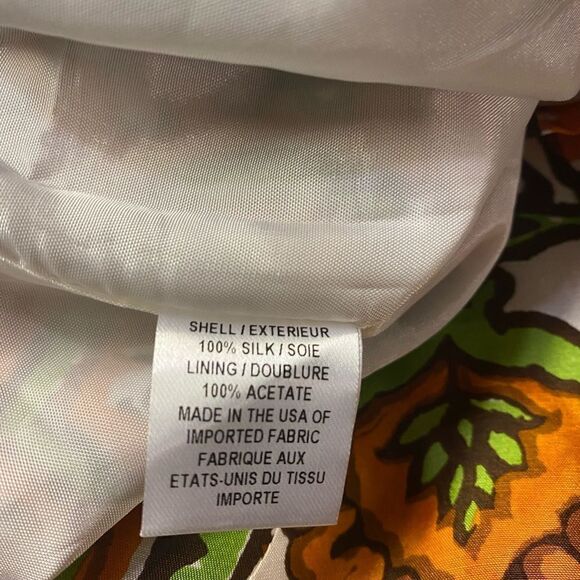 SHELL / EXTERIEUR
100% SILK / SOIE
LINING / DOUBLURE
100% ACETATE
MADE IN THE USA OF
IMPORTED FABRIC
FABRIQUE AUX
ETATS-UNIS DU TISSU
IMPORTE